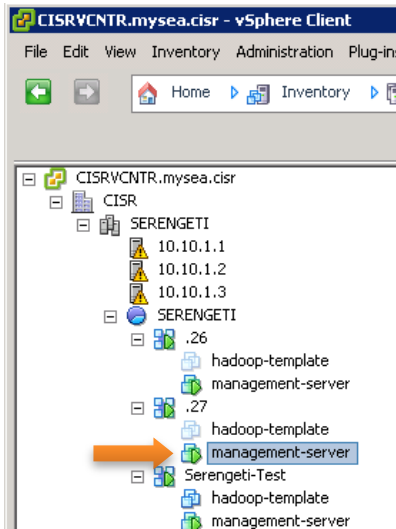 CISRVCNTR.mysea.cisr - vSphere Client
File Edit View Inventory Administration Plug-ins
Home Inventory
CISRVCNTR.mysea.cisr
CISR
SERENGETI
10.10.1.1
10.10.1.2
10.10.1.3
SERENGETI
.26
hadoop-template
management-server
.27
hadoop-template
management-server
Serengeti-Test
hadoop-template
management-server